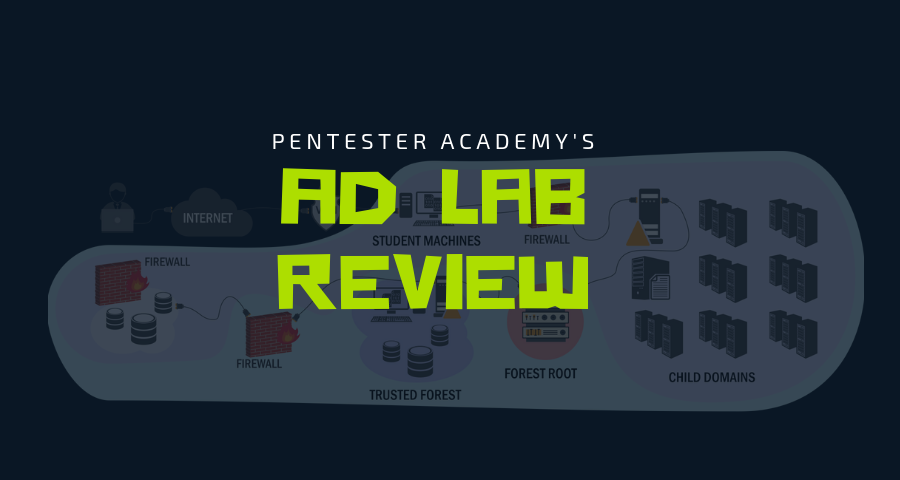 PENTESTER ACADEMY'S
AD LAB
REVIEW
INTERNET
STUDENT MACHINES
FIREWALL
FIREWALL
FIREWALL
TRUSTED FOREST
FOREST ROOT
CHILD DOMAINS